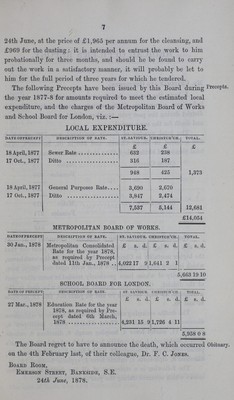 7
24th June, at the price of £1,965 per annum for the cleansing, and
£969 for the dusting: it is intended to entrust the work to him
probationally for three months, and should he be found to carry
out the work in a satisfactory manner, it will probably be let to
him for the full period of three years for which he tendered.
The following Precepts have been issued by this Board during Precepts.
the year 1877-8 for amounts required to meet the estimated local
expenditure, and the charges of the Metropolitan Board of Works
and School Board for London, viz.:—
LOCAL EXPENDITURE.
DATE OF PRECEPT DESCRIPTION OF RATE. ST. SAVIOUR. CHRISTCH'CH. TOTAL.
£ £ £
18 April, 1877 Sewer Rate 632 238
17 Oct., 1877 Ditto 316 187
948 425 1,373
18 April, 1877 General Purposes Rate 3,690 2,670
17 Oct., 1877 Ditto 3,847 2,474
7,537 5,144 12,681
£14,054
METROPOLITAN BOARD OF WORKS.
DATE OF PRECEPT DESCRIPTION OF RATE. ST. SAVIOUR. CHRISTCH'CH. TOTAL.
£ s. d. £ s. d. £ s. d.
30 Jan., 1878 Metropolitan Consolidated
Rate for the year 1878,
as required by Precept
dated 11th Jan., 1878 4,022 17 9 1,641 2 1
5,663 19 10
SCHOOL BOARD FOR LONDON.
DATE OF PRECEPT DESCRIPTION OF RATE. ST. SAVIOUR. CHRISTCH'CH. TOTAL.
£ s. d. £ s. d. £ s. d.
27 Mar., 1878 Education Rate for the year
1878, as required by Pre-
cept dated 6th March,
1878 4,231 15 9 1,726 4 11
5,958 0 8
The Board regret to have to announce the death, which occurred Obituary.
on the 4th February last, of their colleague, Dr. F. C. Jones.
Board Room,
Emerson Street, Bankside, S.E.
24th June, 1878.